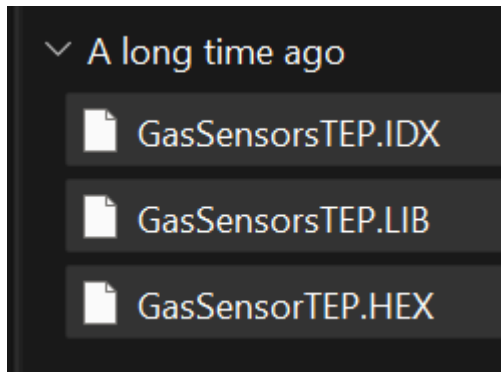 A long time ago
GasSensorsTEP.IDX
GasSensorsTEP.LIB
GasSensorTEP.HEX